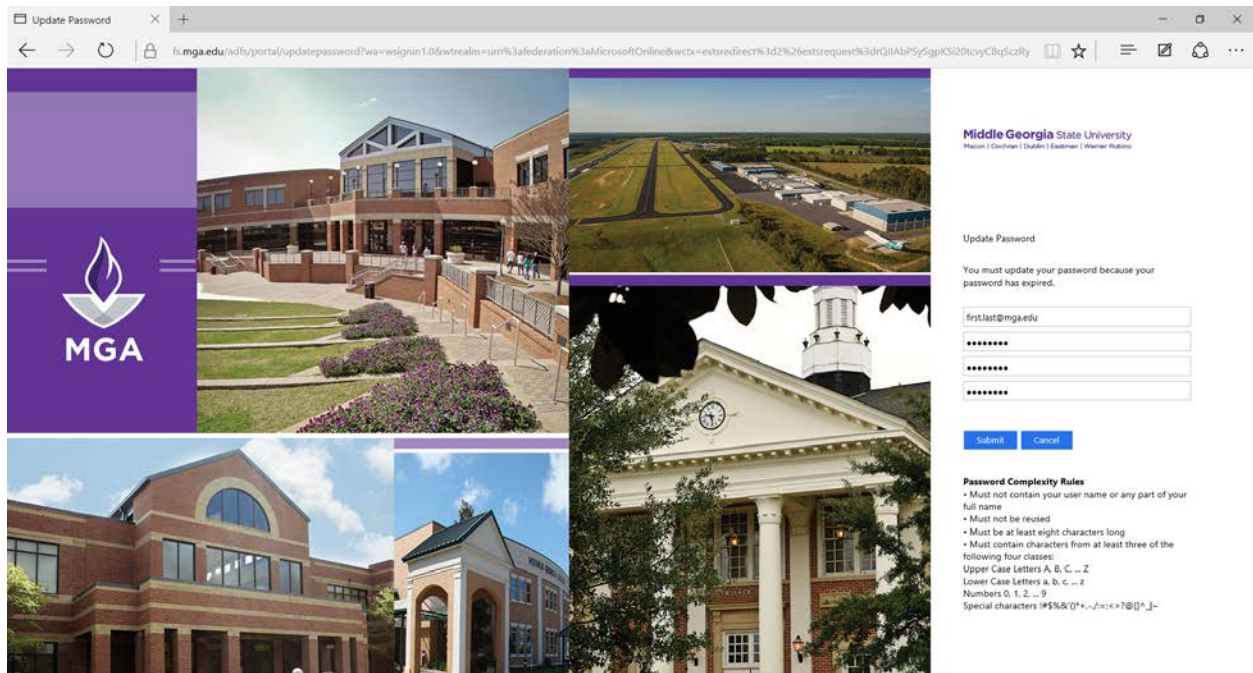 Update Password
fs.mga.edu/adfs/portal/updatepassword?wa=wsignin1.0&wtrealm=urn%3afederation%3aMicrosoftOnline&wctx=estsredirect%3d2%26estsrequest%3d
MGA
Middle Georgia State University
Macon | Cochran | Dublin | Eastman | Warner Robins
Update Password
You must update your password because your
password has expired.
first.last@mga.edu
••••••••
••••••••
••••••••
Submit Cancel
Password Complexity Rules
• Must not contain your user name or any part of your
full name
• Must not be reused
• Must be at least eight characters long
• Must contain characters from at least three of the
following four classes:
Upper Case Letters A, B, C, ... Z
Lower Case Letters a, b, c, ... z
Numbers 0, 1, 2, ... 9
Special characters